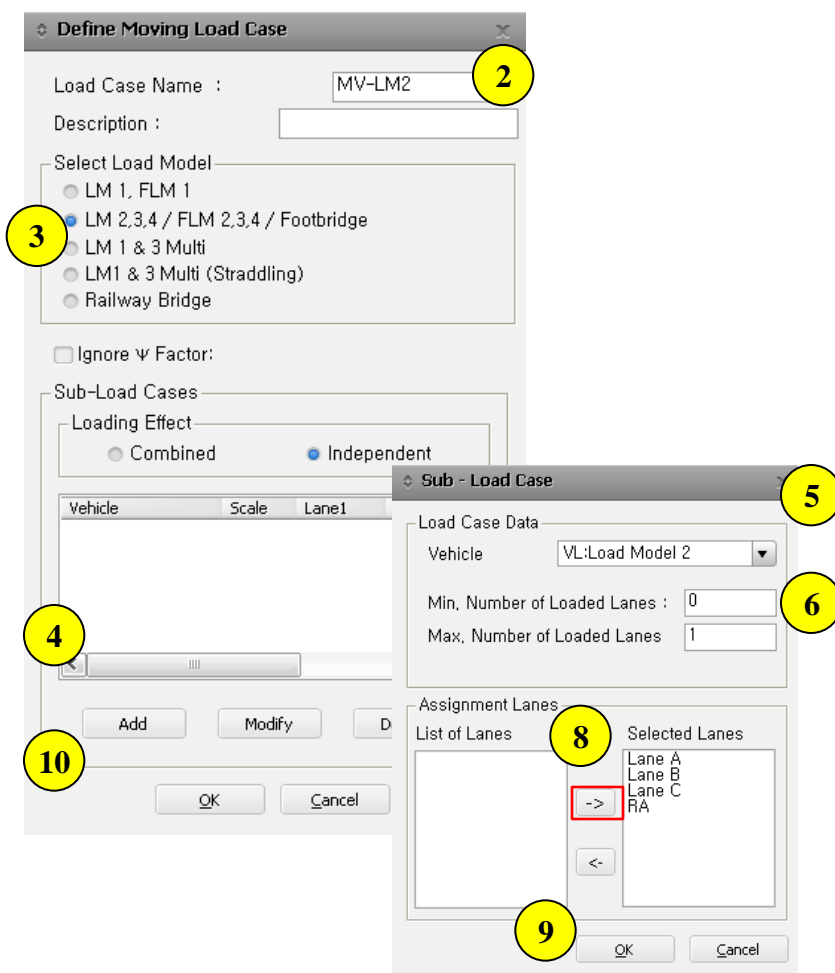 Define Moving Load Case
Load Case Name :
MV-LM2
2
Description :
Select Load Model
LM 1, FLM 1
LM 2,3,4 / FLM 2,3,4 / Footbridge
3
LM 1 & 3 Multi
LM1 & 3 Multi (Straddling)
Railway Bridge
Ignore Ψ Factor:
Sub-Load Cases
Loading Effect
Combined
Independent
Vehicle
Scale
Lane1
4
Add
Modify
10
OK
Cancel
Sub - Load Case
5
Load Case Data
Vehicle
VL:Load Model 2
Min, Number of Loaded Lanes :
0
6
Max, Number of Loaded Lanes
1
Assignment Lanes
List of Lanes
8
Selected Lanes
Lane A
Lane B
Lane C
RA
->
<-
9
OK
Cancel